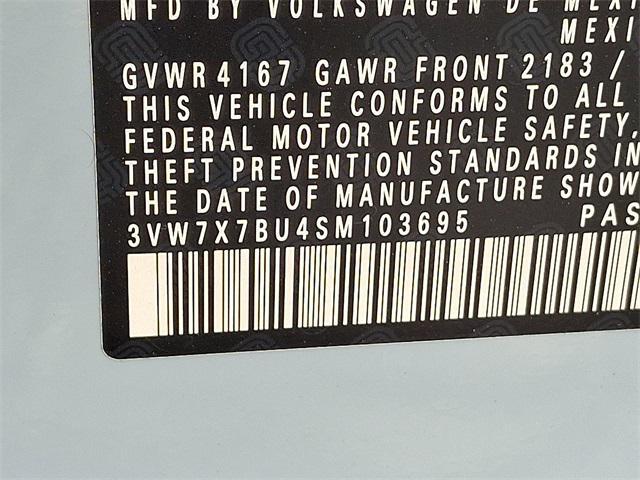 MFD BY VOLKSWAGEN DE
MEXI
GVWR 4167 GAWR FRONT 2183 /
THIS VEHICLE CONFORMS TO ALL
FEDERAL MOTOR VEHICLE SAFETY,
THEFT PREVENTION STANDARDS IN
THE DATE OF MANUFACTURE SHOW
3VW7X7BU4SM103695 PAS